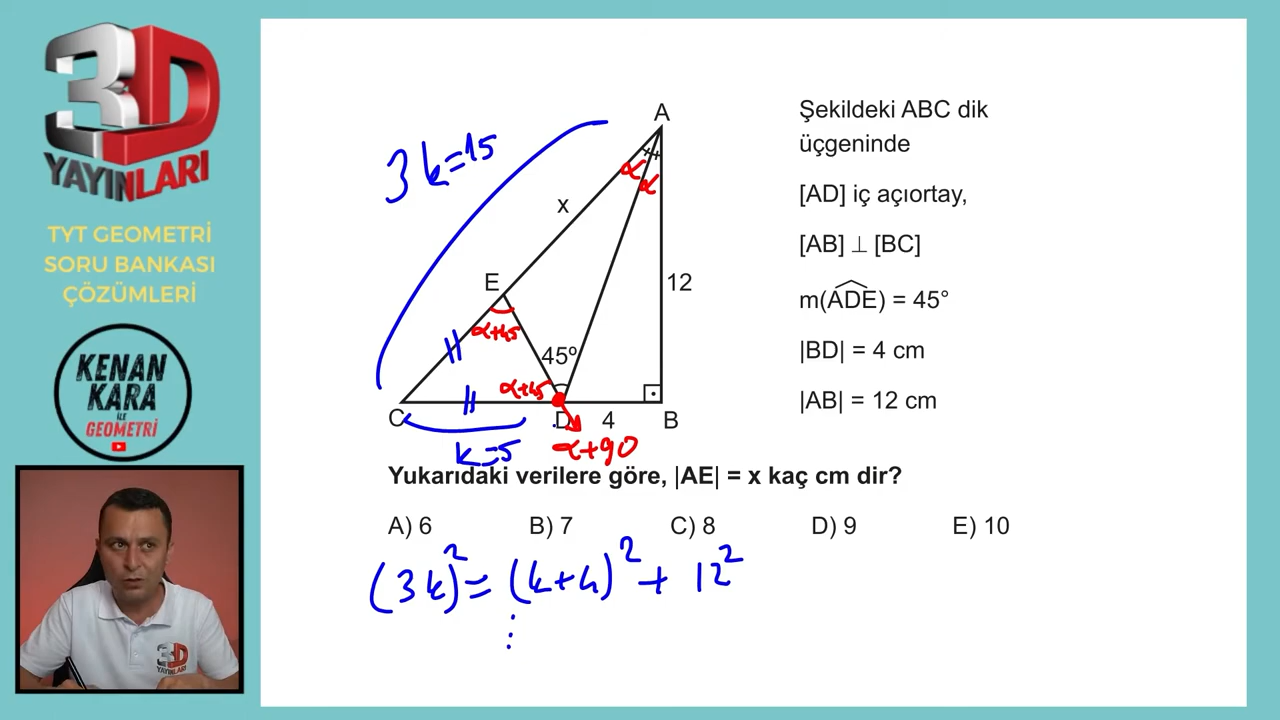 3D
YAYINLARI
TYT GEOMETRİ
SORU BANKASI
ÇÖZÜMLERİ
KENAN
KARA
İLE
GEOMETRİ
3D
YAYINLARI
3k=15
A
α
α
x
E
12
α+45
45°
α+45
C
D
4
B
k=5
α+90
Şekildeki ABC dik
üçgeninde
[AD] iç açıortay,
[AB] ⊥ [BC]
m(ADE) = 45°
|BD| = 4 cm
|AB| = 12 cm
Yukarıdaki verilere göre, |AE| = x kaç cm dir?
A) 6 B) 7 C) 8 D) 9 E) 10
(3k)² = (k+4)² + 12²